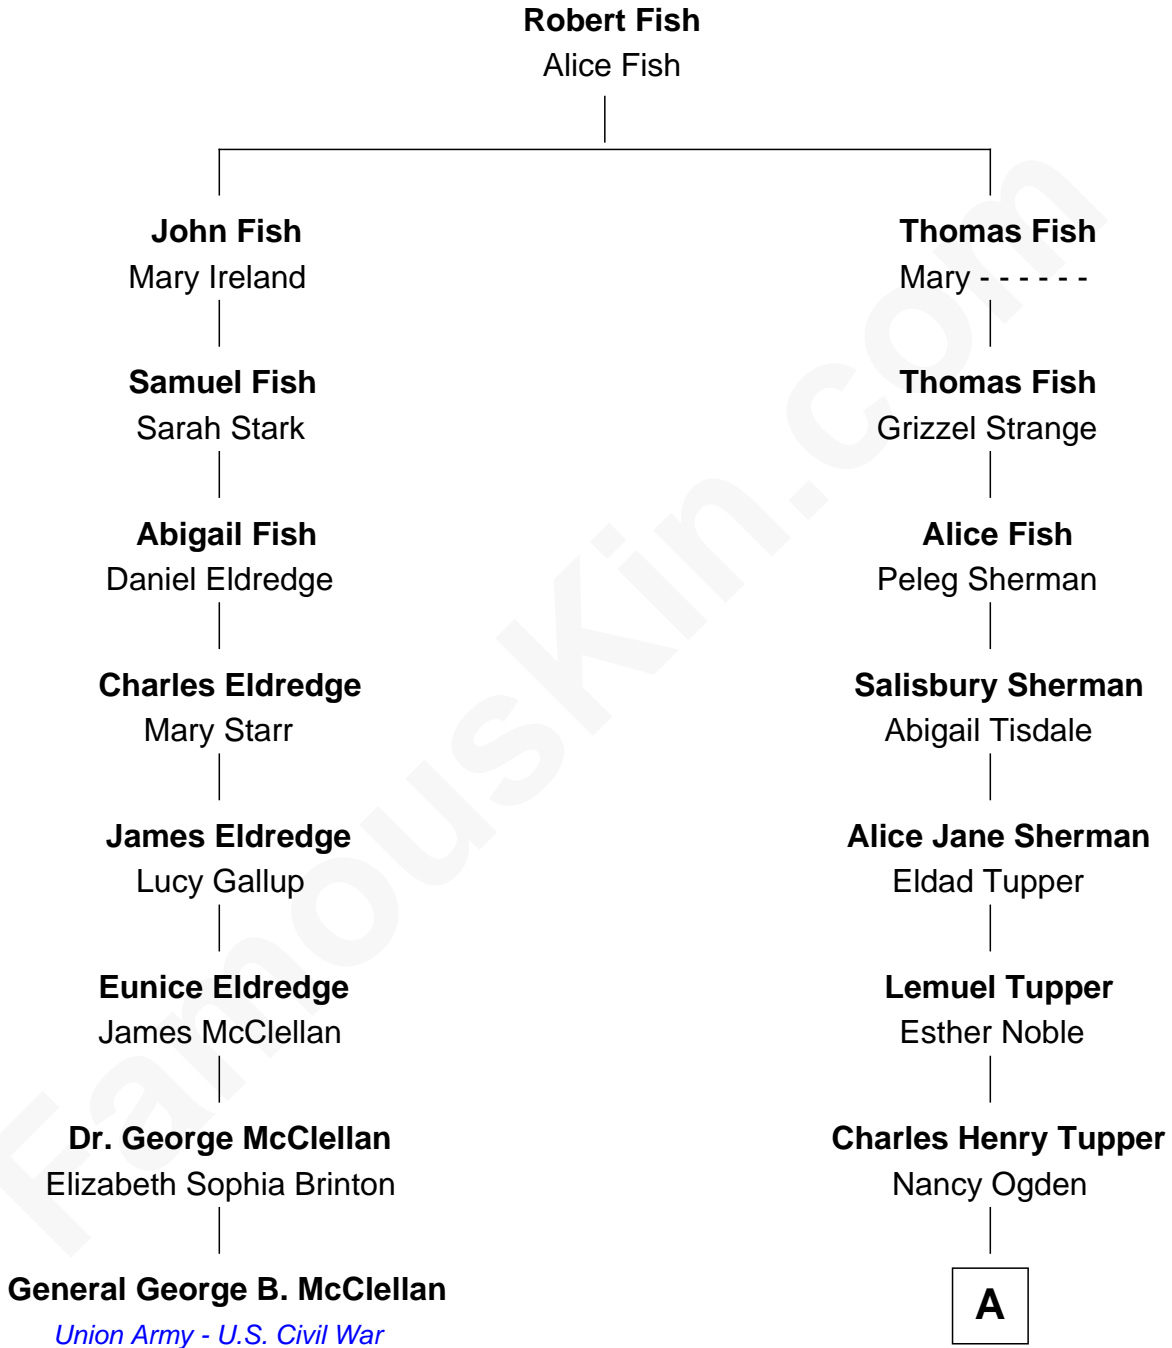 Robert Fish
Alice Fish
John Fish
Mary Ireland
Thomas Fish
Mary - - - - - -
Samuel Fish
Sarah Stark
Thomas Fish
Grizzel Strange
Abigail Fish
Daniel Eldredge
Alice Fish
Peleg Sherman
Charles Eldredge
Mary Starr
Salisbury Sherman
Abigail Tisdale
James Eldredge
Lucy Gallup
Alice Jane Sherman
Eldad Tupper
Eunice Eldredge
James McClellan
Lemuel Tupper
Esther Noble
Dr. George McClellan
Elizabeth Sophia Brinton
Charles Henry Tupper
Nancy Ogden
General George B. McClellan
Union Army - U.S. Civil War
A
FamousKin.com